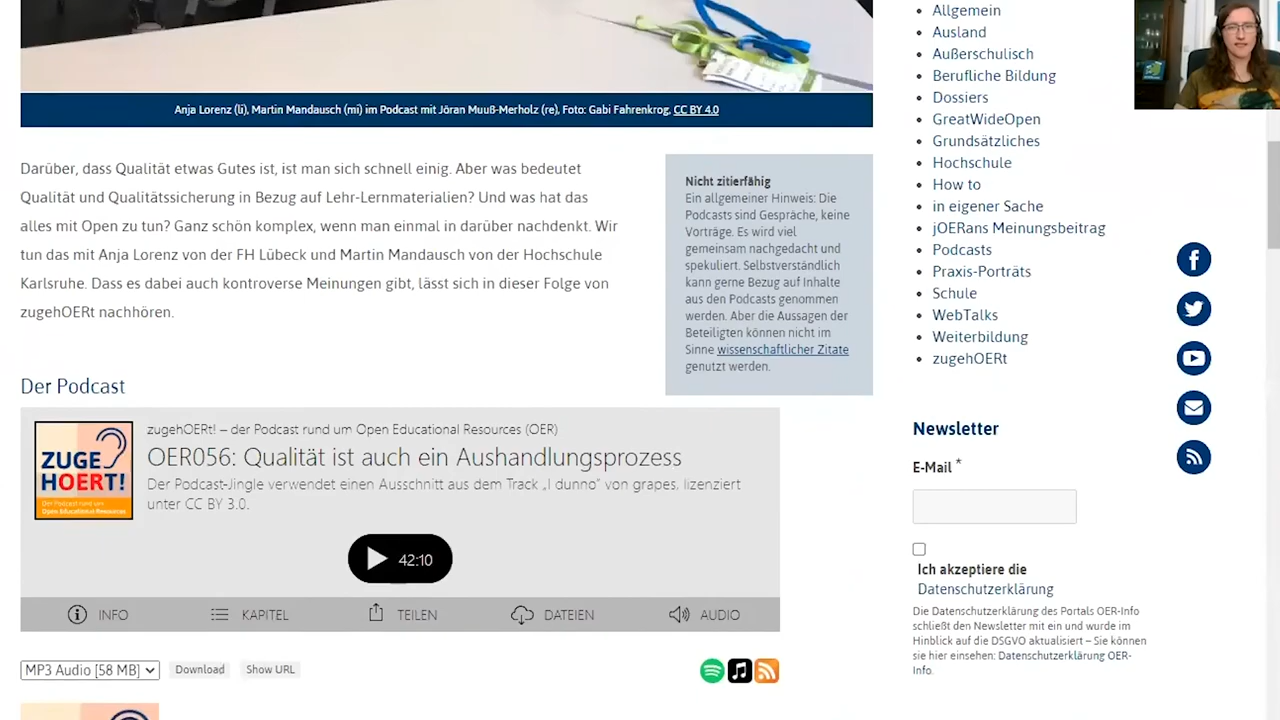 Anja Lorenz (li), Martin Mandausch (mi) im Podcast mit Jöran Muuß-Merholz (re), Foto: Gabi Fahrenkrog, CC BY 4.0
Darüber, dass Qualität etwas Gutes ist, ist man sich schnell einig. Aber was bedeutet
Qualität und Qualitätssicherung in Bezug auf Lehr-Lernmaterialien? Und was hat das
alles mit Open zu tun? Ganz schön komplex, wenn man einmal in darüber nachdenkt. Wir
tun das mit Anja Lorenz von der FH Lübeck und Martin Mandausch von der Hochschule
Karlsruhe. Dass es dabei auch kontroverse Meinungen gibt, lässt sich in dieser Folge von
zugehOERt nachhören.
Nicht zitierfähig
Ein allgemeiner Hinweis: Die
Podcasts sind Gespräche, keine
Vorträge. Es wird viel
gemeinsam nachgedacht und
spekuliert. Selbstverständlich
kann gerne Bezug auf Inhalte
aus den Podcasts genommen
werden. Aber die Aussagen der
Beteiligten können nicht im
Sinne wissenschaftlicher Zitate
genutzt werden.
Der Podcast
ZUGE
HOERT!
Der Podcast rund um
Open Educational Resources
zugehOERt! – der Podcast rund um Open Educational Resources (OER)
OER056: Qualität ist auch ein Aushandlungsprozess
Der Podcast-Jingle verwendet einen Ausschnitt aus dem Track „I dunno“ von grapes, lizenziert
unter CC BY 3.0.
42:10
INFO
KAPITEL
TEILEN
DATEIEN
AUDIO
MP3 Audio [58 MB]
Download
Show URL
Allgemein
Ausland
Außerschulisch
Berufliche Bildung
Dossiers
GreatWideOpen
Grundsätzliches
Hochschule
How to
in eigener Sache
jOERans Meinungsbeitrag
Podcasts
Praxis-Porträts
Schule
WebTalks
Weiterbildung
zugehOERt
Newsletter
E-Mail *
Ich akzeptiere die
Datenschutzerklärung
Die Datenschutzerklärung des Portals OER-Info
schließt den Newsletter mit ein und wurde im
Hinblick auf die DSGVO aktualisiert – Sie können
sie hier einsehen: Datenschutzerklärung OER-
Info.